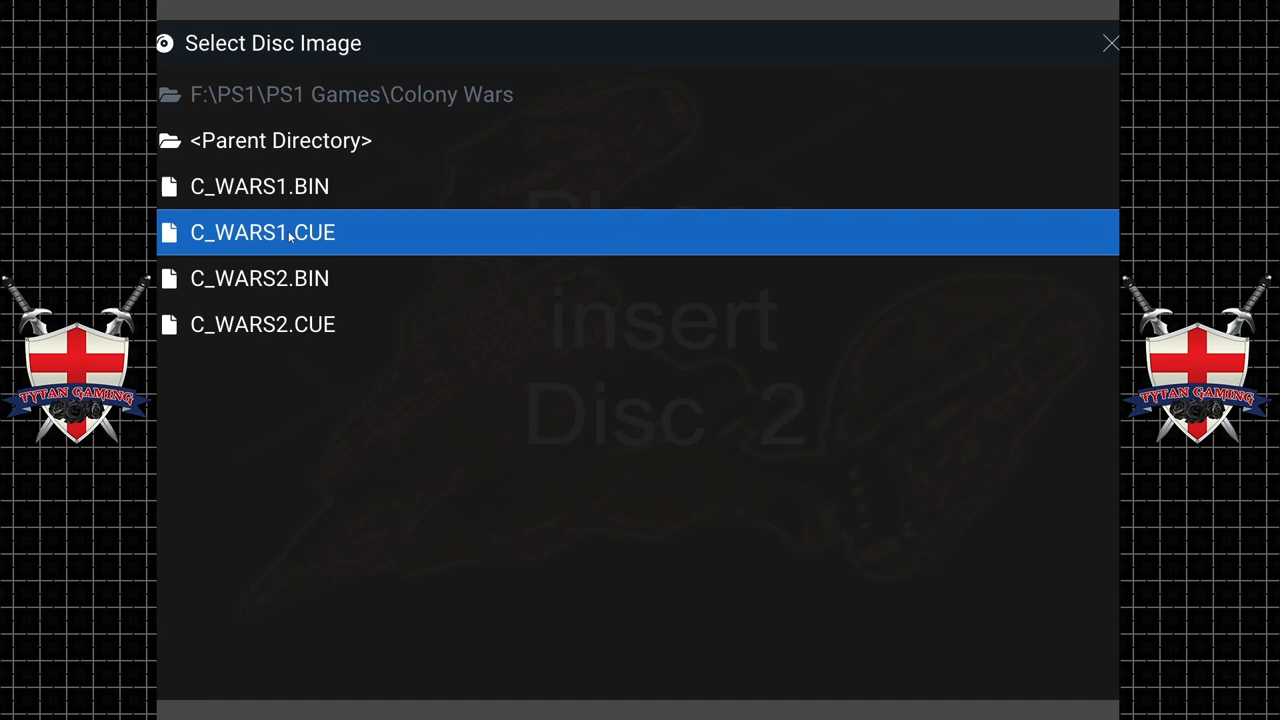 Select Disc Image
F:\PS1\PS1 Games\Colony Wars
<Parent Directory>
C_WARS1.BIN
C_WARS1.CUE
C_WARS2.BIN
C_WARS2.CUE
Please
insert
Disc 2
TYTAN GAMING
TYTAN GAMING